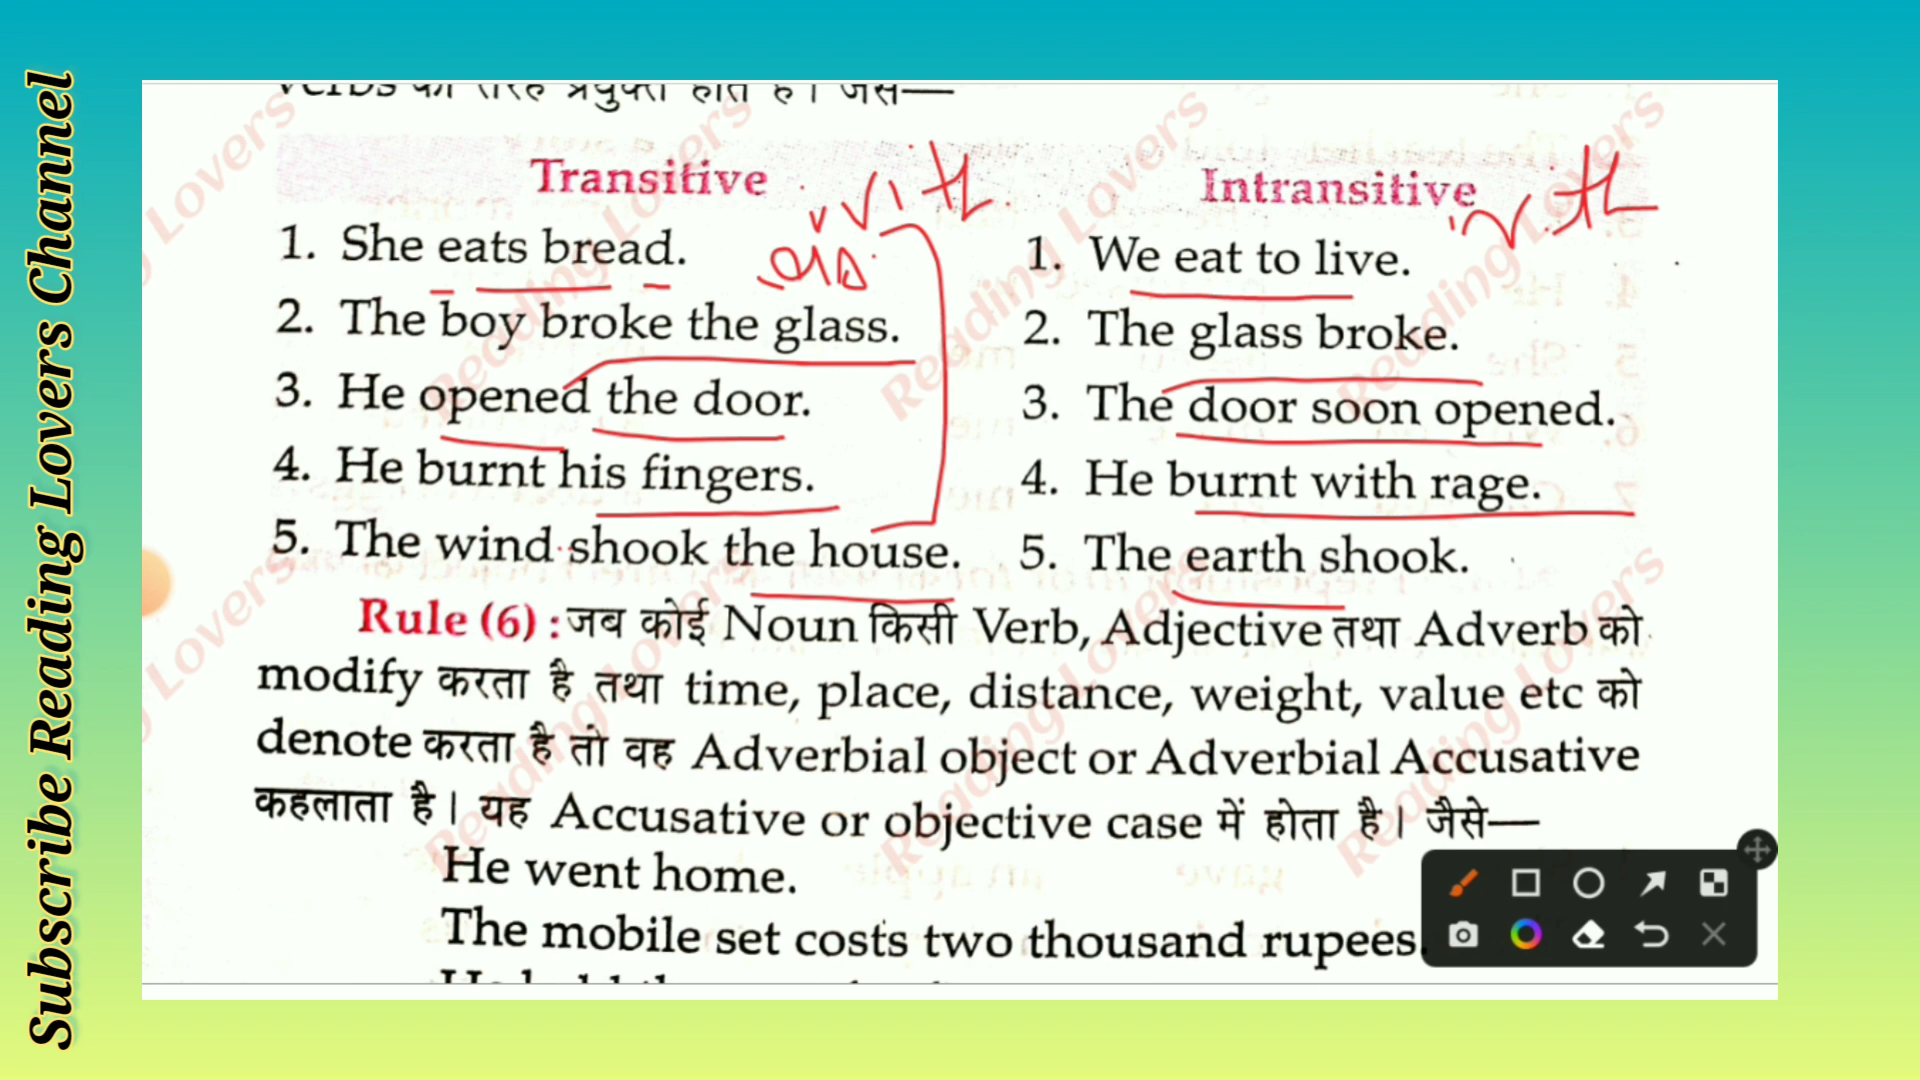 Subscribe Reading Lovers Channel
Verbs की तरह प्रयुक्त होते हैं। जैसे—
Transitive
1. She eats bread.
2. The boy broke the glass.
3. He opened the door.
4. He burnt his fingers.
5. The wind shook the house.
Intransitive
1. We eat to live.
2. The glass broke.
3. The door soon opened.
4. He burnt with rage.
5. The earth shook.
Rule (6) : जब कोई Noun किसी Verb, Adjective तथा Adverb को
modify करता है तथा time, place, distance, weight, value etc को
denote करता है तो वह Adverbial object or Adverbial Accusative
कहलाता है। यह Accusative or objective case में होता है। जैसे—
He went home.
The mobile set costs two thousand rupees.
Reading Lovers